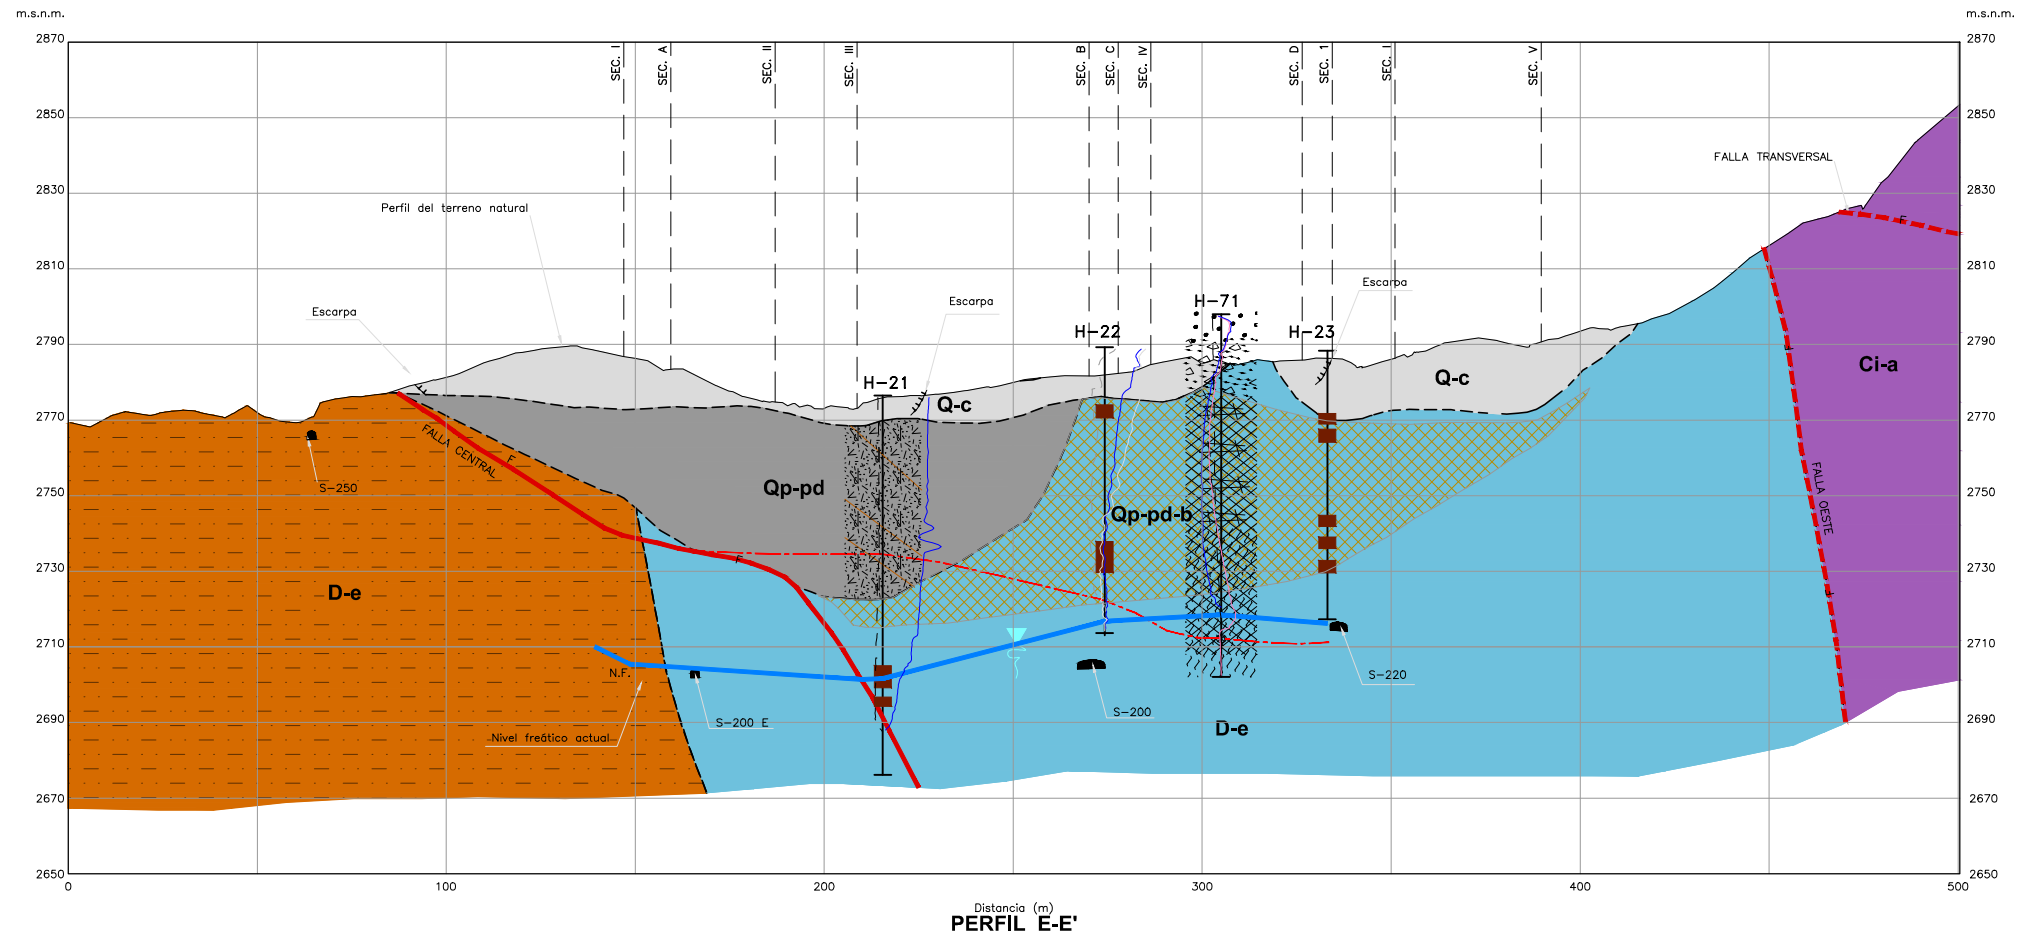 m.s.n.m.
m.s.n.m.
2870
SEC. I
SEC. A
SEC. II
SEC. III
SEC. B
SEC. C
SEC. IV
SEC. D
SEC. 1
SEC. I
SEC. V
2870
2850
2850
FALLA TRANSVERSAL
2830
2830
Perfil del terreno natural
F
2810
2810
Escarpa
Escarpa
Escarpa
H-71
H-22
H-23
2790
2790
H-21
Q-c
Q-c
Ci-a
2770
2770
FALLA CENTRAL
F
S-250
Qp-pd
Qp-pd-b
FALLA OESTE
2750
2750
F
2730
2730
D-e
2710
2710
N.F.
S-220
S-200 E
S-200
D-e
Nivel freático actual
2690
2690
2670
2670
2650
2650
0
100
200
300
400
500
Distancia (m)
PERFIL E-E'